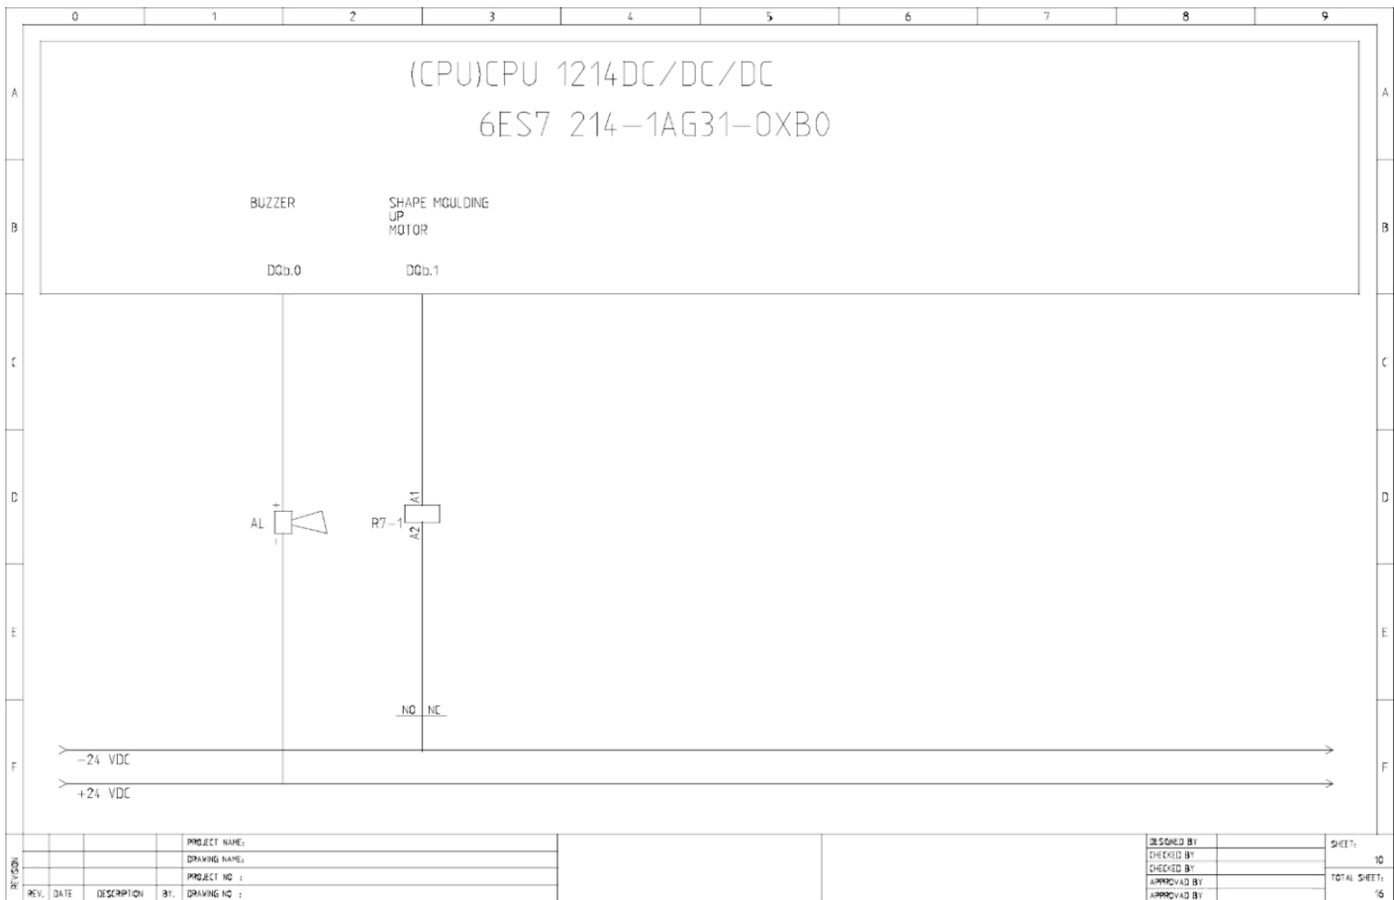 0 1 2 3 4 5 6 7 8 9
(CPU)CPU 1214DC/DC/DC
A A
6ES7 214-1AG31-0XB0
BUZZER
SHAPE MOULDING
UP
MOTOR
B B
DQb.0
DQb.1
C C
A1
D D
+
AL
R7-1
A2
-
E E
NO NC
-24 VDC
F F
+24 VDC
PROJECT NAME:
DRAWING NAME:
PROJECT NO :
REVISION
REV. DATE DESCRIPTION BY. DRAWING NO :
DESIGNED BY
CHECKED BY
CHECKED BY
APPROVAD BY
APPROVAD BY
SHEET:
10
TOTAL SHEET:
16